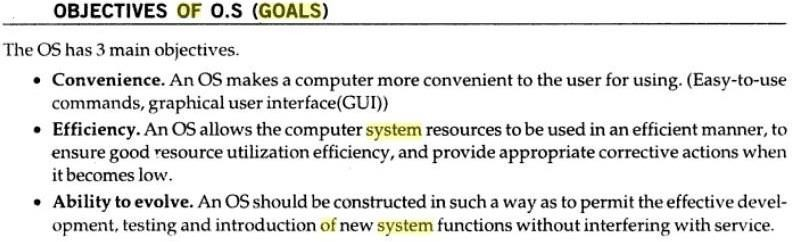 OBJECTIVES OF O.S (GOALS)
The OS has 3 main objectives.
• Convenience. An OS makes a computer more convenient to the user for using. (Easy-to-use
commands, graphical user interface(GUI))
• Efficiency. An OS allows the computer system resources to be used in an efficient manner, to
ensure good resource utilization efficiency, and provide appropriate corrective actions when
it becomes low.
• Ability to evolve. An OS should be constructed in such a way as to permit the effective devel-
opment, testing and introduction of new system functions without interfering with service.